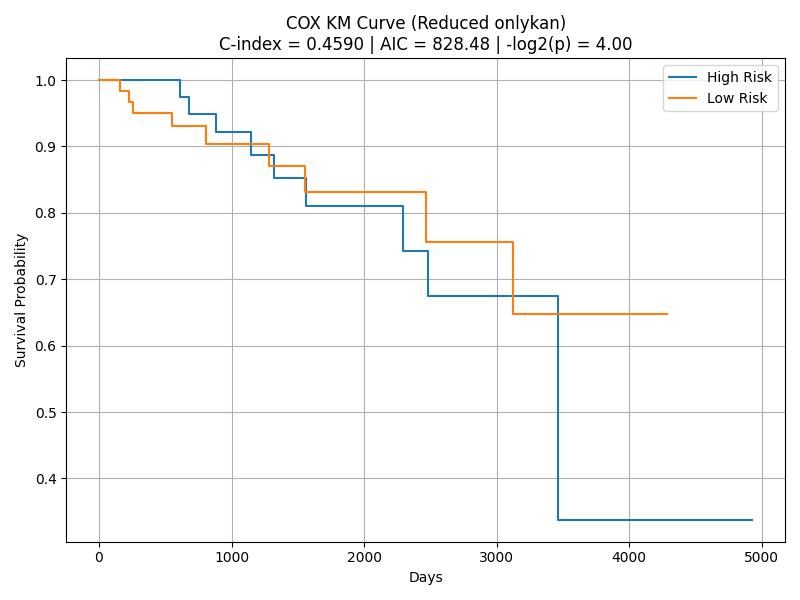 COX KM Curve (Reduced onlykan)
C-index = 0.4590 | AIC = 828.48 | -log2(p) = 4.00
High Risk
Low Risk
1.0
0.9
0.8
0.7
0.6
0.5
0.4
Survival Probability
0 1000 2000 3000 4000 5000
Days